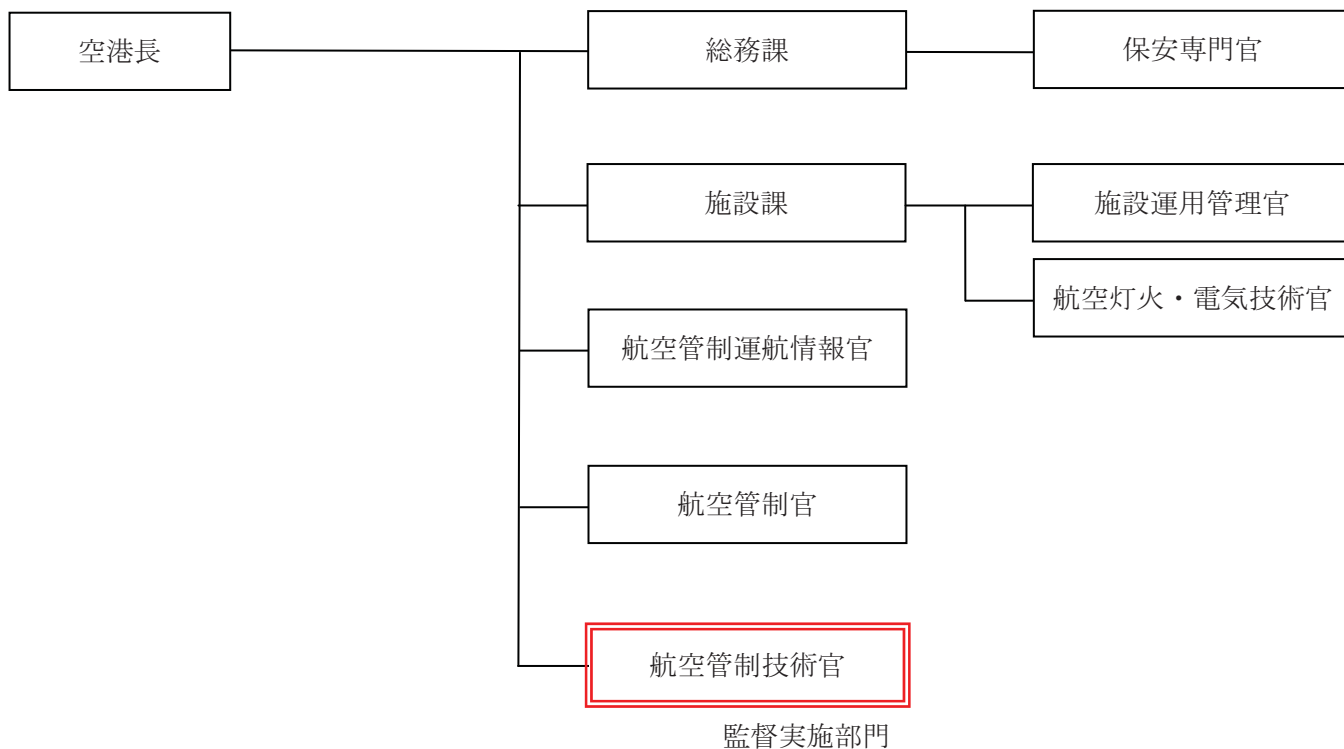 空港長
総務課
保安専門官
施設課
施設運用管理官
航空灯火・電気技術官
航空管制運航情報官
航空管制官
航空管制技術官
監督実施部門